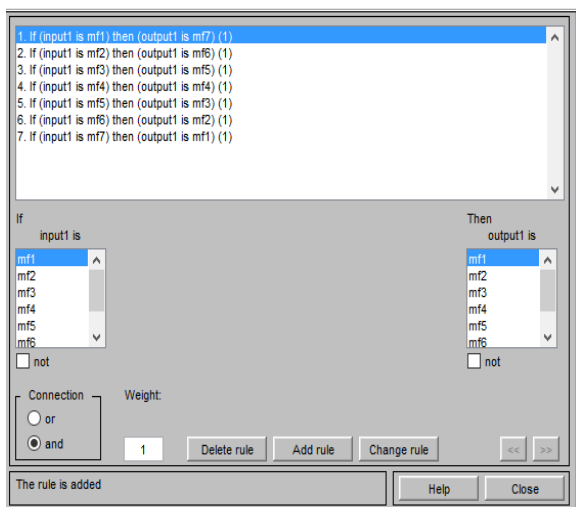 1. If (input1 is mf1) then (output1 is mf7) (1)
2. If (input1 is mf2) then (output1 is mf6) (1)
3. If (input1 is mf3) then (output1 is mf5) (1)
4. If (input1 is mf4) then (output1 is mf4) (1)
5. If (input1 is mf5) then (output1 is mf3) (1)
6. If (input1 is mf6) then (output1 is mf2) (1)
7. If (input1 is mf7) then (output1 is mf1) (1)
If
input1 is
mf1
mf2
mf3
mf4
mf5
mf6
not
Then
output1 is
mf1
mf2
mf3
mf4
mf5
mf6
not
Connection
or
and
Weight:
1
Delete rule
Add rule
Change rule
<<
>>
The rule is added
Help
Close